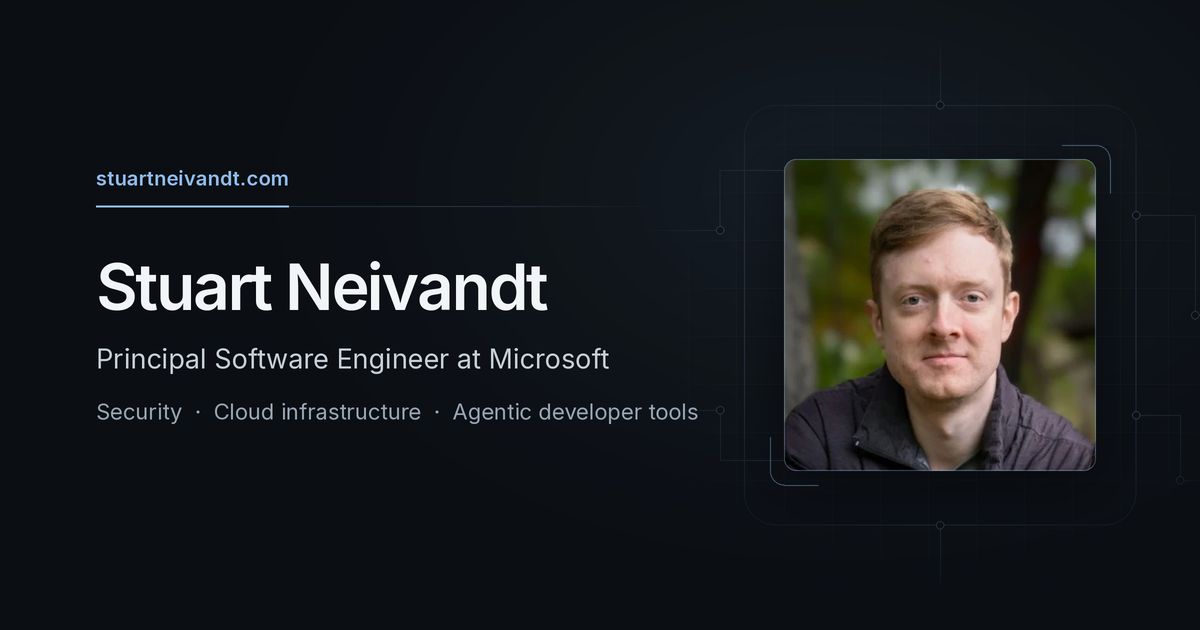 stuartneivandt.com
Stuart Neivandt
Principal Software Engineer at Microsoft
Security · Cloud infrastructure · Agentic developer tools